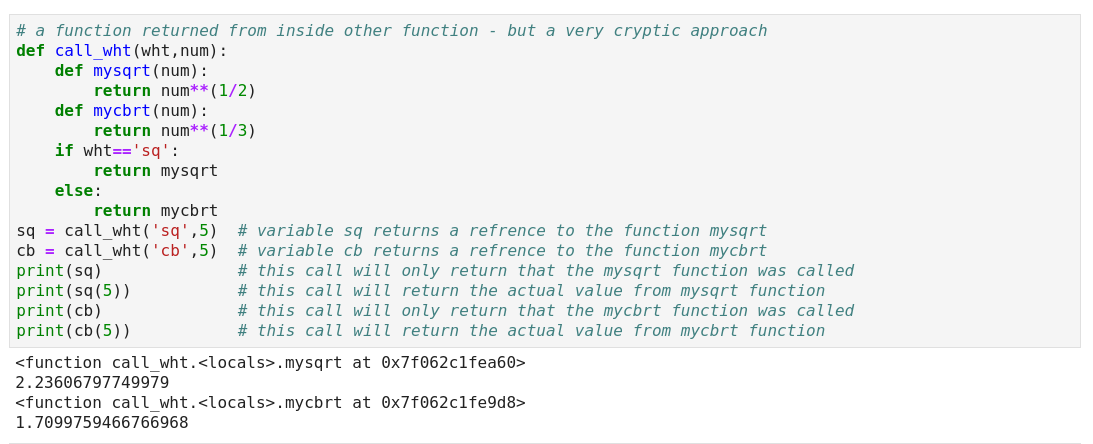 # a function returned from inside other function - but a very cryptic approach
def call_wht(wht,num):
    def mysqrt(num):
        return num**(1/2)
    def mycbrt(num):
        return num**(1/3)
    if wht=='sq':
        return mysqrt
    else:
        return mycbrt
sq = call_wht('sq',5)  # variable sq returns a refrence to the function mysqrt
cb = call_wht('cb',5)  # variable cb returns a refrence to the function mycbrt
print(sq)              # this call will only return that the mysqrt function was called
print(sq(5))           # this call will return the actual value from mysqrt function
print(cb)              # this call will only return that the mycbrt function was called
print(cb(5))           # this call will return the actual value from mycbrt function
<function call_wht.<locals>.mysqrt at 0x7f062c1fea60>
2.23606797749979
<function call_wht.<locals>.mycbrt at 0x7f062c1fe9d8>
1.7099759466766968